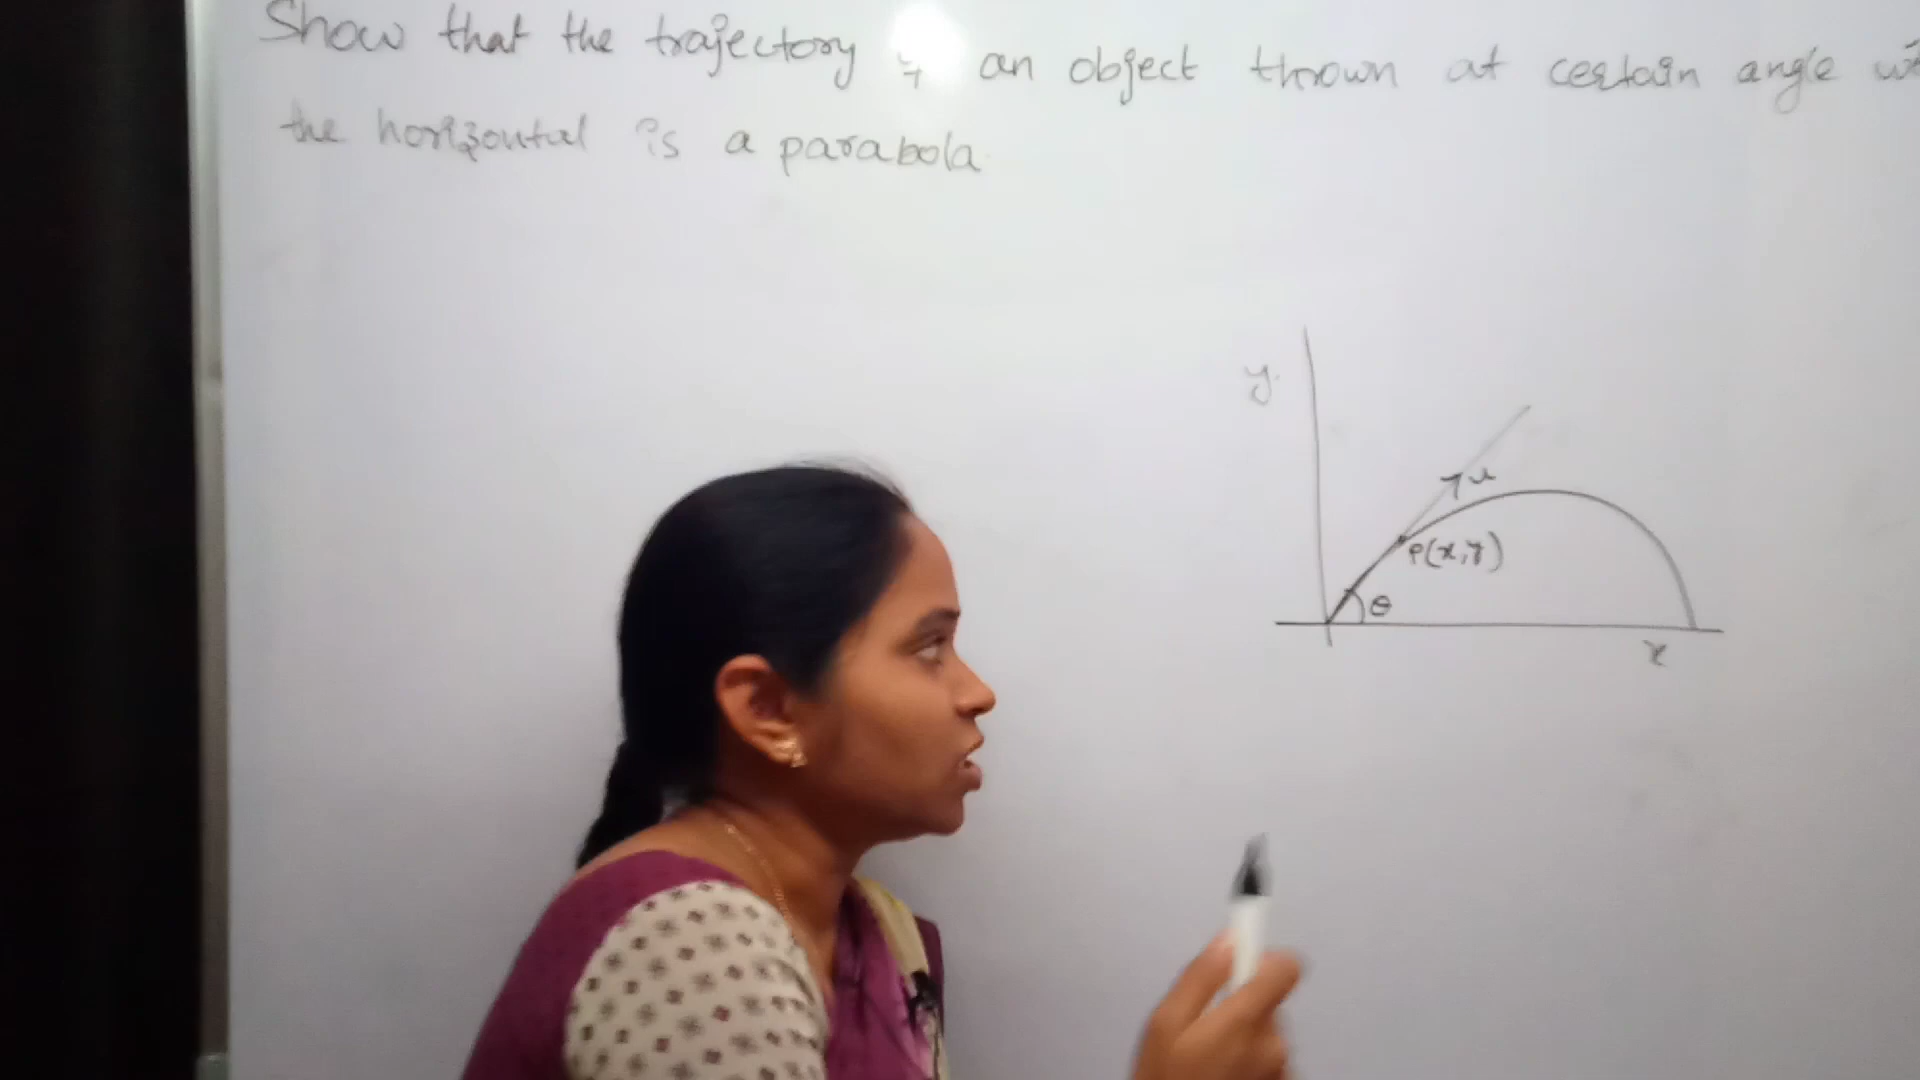 Show that the trajectory of an object thrown at certain angle
the horizontal is a parabola
y
u
P(x,y)
θ
x